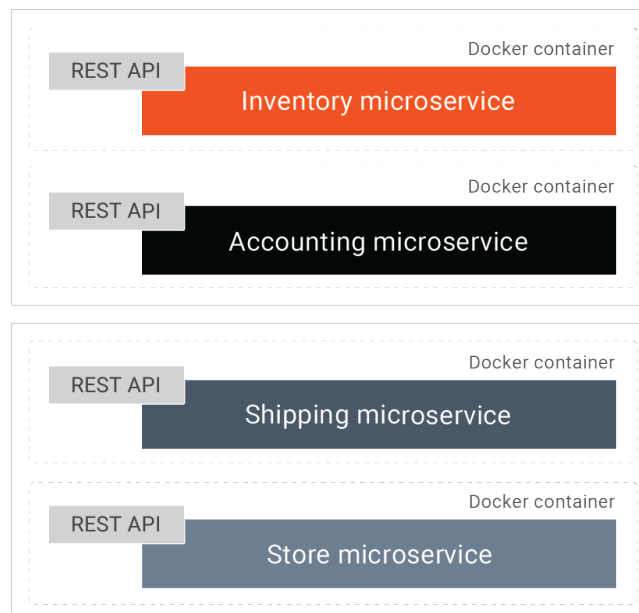 Docker container
REST API
Inventory microservice
Docker container
REST API
Accounting microservice
Docker container
REST API
Shipping microservice
Docker container
REST API
Store microservice